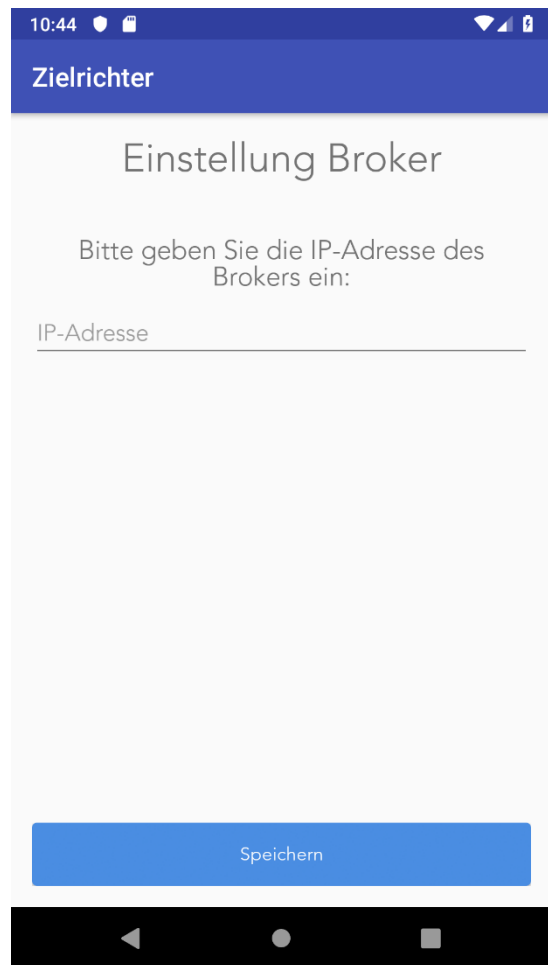 10:44
Zielrichter
Einstellung Broker
Bitte geben Sie die IP-Adresse des
Brokers ein:
IP-Adresse
Speichern